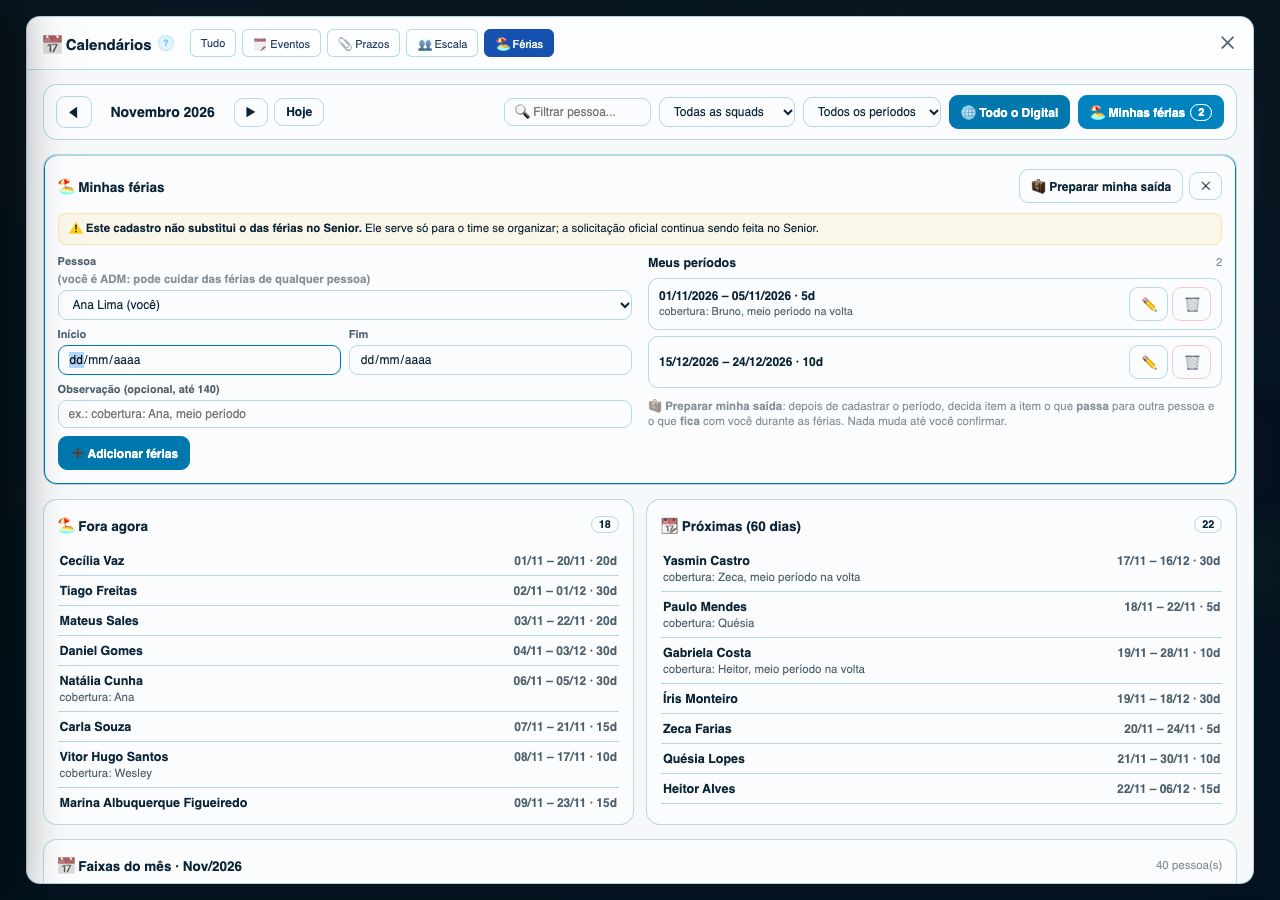 Calendários ?
Tudo
Eventos
Prazos
Escala
Férias
Novembro 2026
Hoje
Filtrar pessoa...
Todas as squads
Todos os períodos
Todo o Digital
Minhas férias 2
Minhas férias
Preparar minha saída
Este cadastro não substitui o das férias no Senior. Ele serve só para o time se organizar; a solicitação oficial continua sendo feita no Senior.
Pessoa
(você é ADM: pode cuidar das férias de qualquer pessoa)
Ana Lima (você)
Início
Fim
dd/mm/aaaa
dd/mm/aaaa
Observação (opcional, até 140)
ex.: cobertura: Ana, meio período
Adicionar férias
Meus períodos
2
01/11/2026 – 05/11/2026 · 5d
cobertura: Bruno, meio período na volta
15/12/2026 – 24/12/2026 · 10d
Preparar minha saída: depois de cadastrar o período, decida item a item o que passa para outra pessoa e
o que fica com você durante as férias. Nada muda até você confirmar.
Fora agora
18
Cecília Vaz 01/11 – 20/11 · 20d
Tiago Freitas 02/11 – 01/12 · 30d
Mateus Sales 03/11 – 22/11 · 20d
Daniel Gomes 04/11 – 03/12 · 30d
Natália Cunha 06/11 – 05/12 · 30d
cobertura: Ana
Carla Souza 07/11 – 21/11 · 15d
Vitor Hugo Santos 08/11 – 17/11 · 10d
cobertura: Wesley
Marina Albuquerque Figueiredo 09/11 – 23/11 · 15d
Próximas (60 dias)
22
Yasmin Castro 17/11 – 16/12 · 30d
cobertura: Zeca, meio período na volta
Paulo Mendes 18/11 – 22/11 · 5d
cobertura: Quésia
Gabriela Costa 19/11 – 28/11 · 10d
cobertura: Heitor, meio período na volta
Íris Monteiro 19/11 – 18/12 · 30d
Zeca Farias 20/11 – 24/11 · 5d
Quésia Lopes 21/11 – 30/11 · 10d
Heitor Alves 22/11 – 06/12 · 15d
Faixas do mês · Nov/2026
40 pessoa(s)